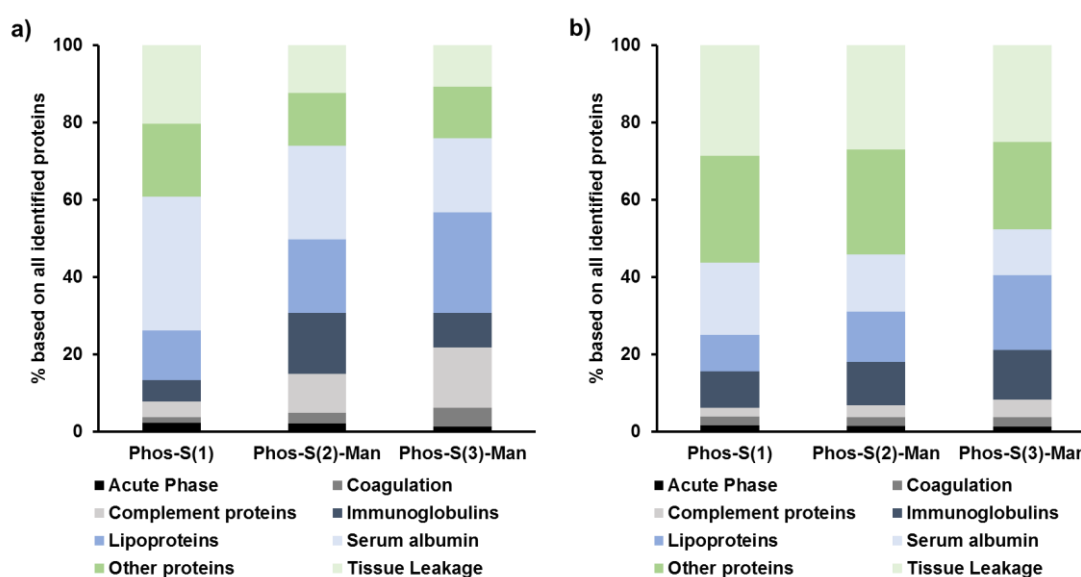 a)
% based on all identified proteins
100
80
60
40
20
0
Phos-S(1) Phos-S(2)-Man Phos-S(3)-Man
Acute Phase Coagulation
Complement proteins Immunoglobulins
Lipoproteins Serum albumin
Other proteins Tissue Leakage
b)
% based on all identified proteins
100
80
60
40
20
0
Phos-S(1) Phos-S(2)-Man Phos-S(3)-Man
Acute Phase Coagulation
Complement proteins Immunoglobulins
Lipoproteins Serum albumin
Other proteins Tissue Leakage